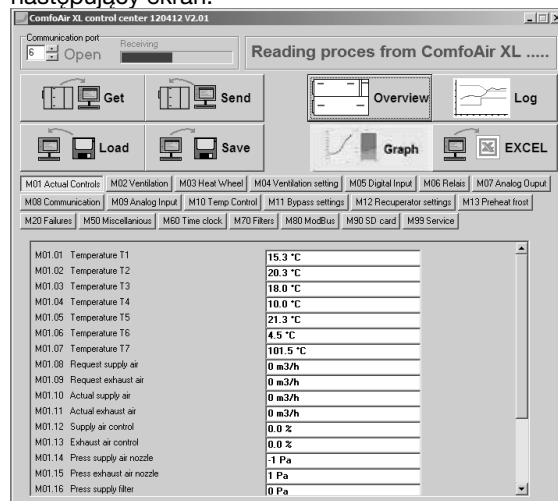 następujący ekran:
ComfoAir XL control center 120412 V2.01
Communication port
6 Open
Receiving
Reading proces from ComfoAir XL .....
Get Send Overview Log
Load Save Graph EXCEL
M01 Actual Controls M02 Ventilation M03 Heat Wheel M04 Ventilation setting M05 Digital Input M06 Relais M07 Analog Ouput
M08 Communication M09 Analog Input M10 Temp Control M11 Bypass settings M12 Recuperator settings M13 Preheat frost
M20 Failures M50 Miscellanious M60 Time clock M70 Filters M80 ModBus M90 SD card M99 Service
M01.01 Temperature T1 15.3 °C
M01.02 Temperature T2 20.3 °C
M01.03 Temperature T3 18.0 °C
M01.04 Temperature T4 10.0 °C
M01.05 Temperature T5 21.3 °C
M01.06 Temperature T6 4.5 °C
M01.07 Temperature T7 101.5 °C
M01.08 Request supply air 0 m3/h
M01.09 Request exhaust air 0 m3/h
M01.10 Actual supply air 0 m3/h
M01.11 Actual exhaust air 0 m3/h
M01.12 Supply air control 0.0 %
M01.13 Exhaust air control 0.0 %
M01.14 Press supply air nozzle -1 Pa
M01.15 Press exhaust air nozzle 1 Pa
M01.16 Press supply filter 0 Pa